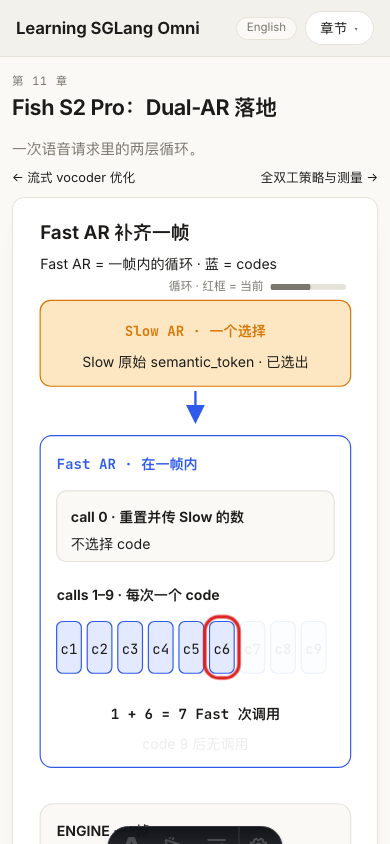 Learning SGLang Omni
English
章节
第 11 章
Fish S2 Pro：Dual-AR 落地
一次语音请求里的两层循环。
← 流式 vocoder 优化
全双工策略与测量 →
Fast AR 补齐一帧
Fast AR = 一帧内的循环 · 蓝 = codes
循环 · 红框 = 当前
Slow AR · 一个选择
Slow 原始 semantic_token · 已选出
Fast AR · 在一帧内
call 0 · 重置并传 Slow 的数
不选择 code
calls 1–9 · 每次一个 code
c1 c2 c3 c4 c5 c6 c7 c8 c9
1 + 6 = 7 Fast 次调用
code 9 后无调用
ENGINE